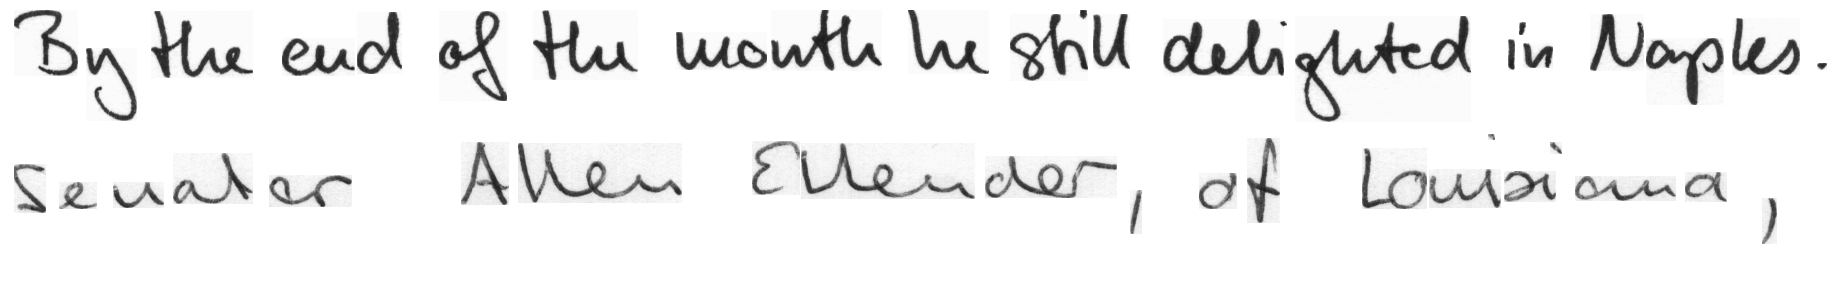 By the end of the month he still delighted in Naples.
Senator Allen Ellender, of Louisiana,